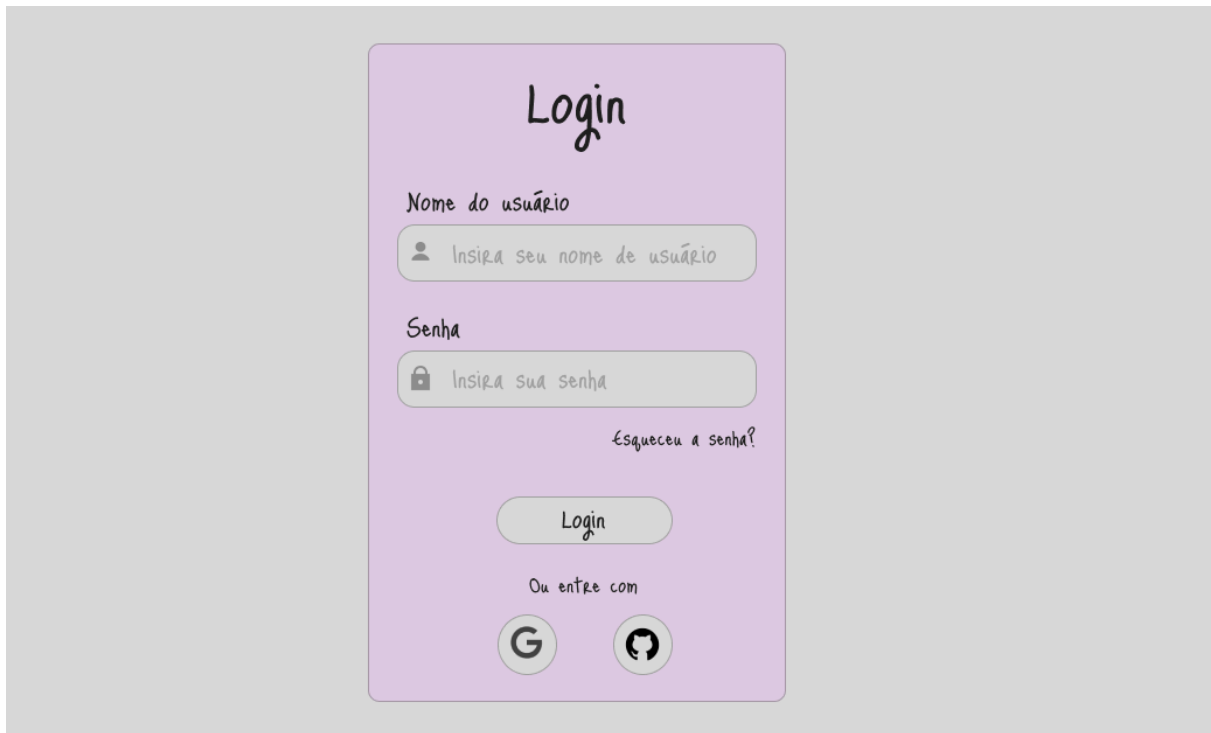 Login
Nome do usuário
Insira seu nome de usuário
Senha
Insira sua senha
Esqueceu a senha?
Login
Ou entre com
G